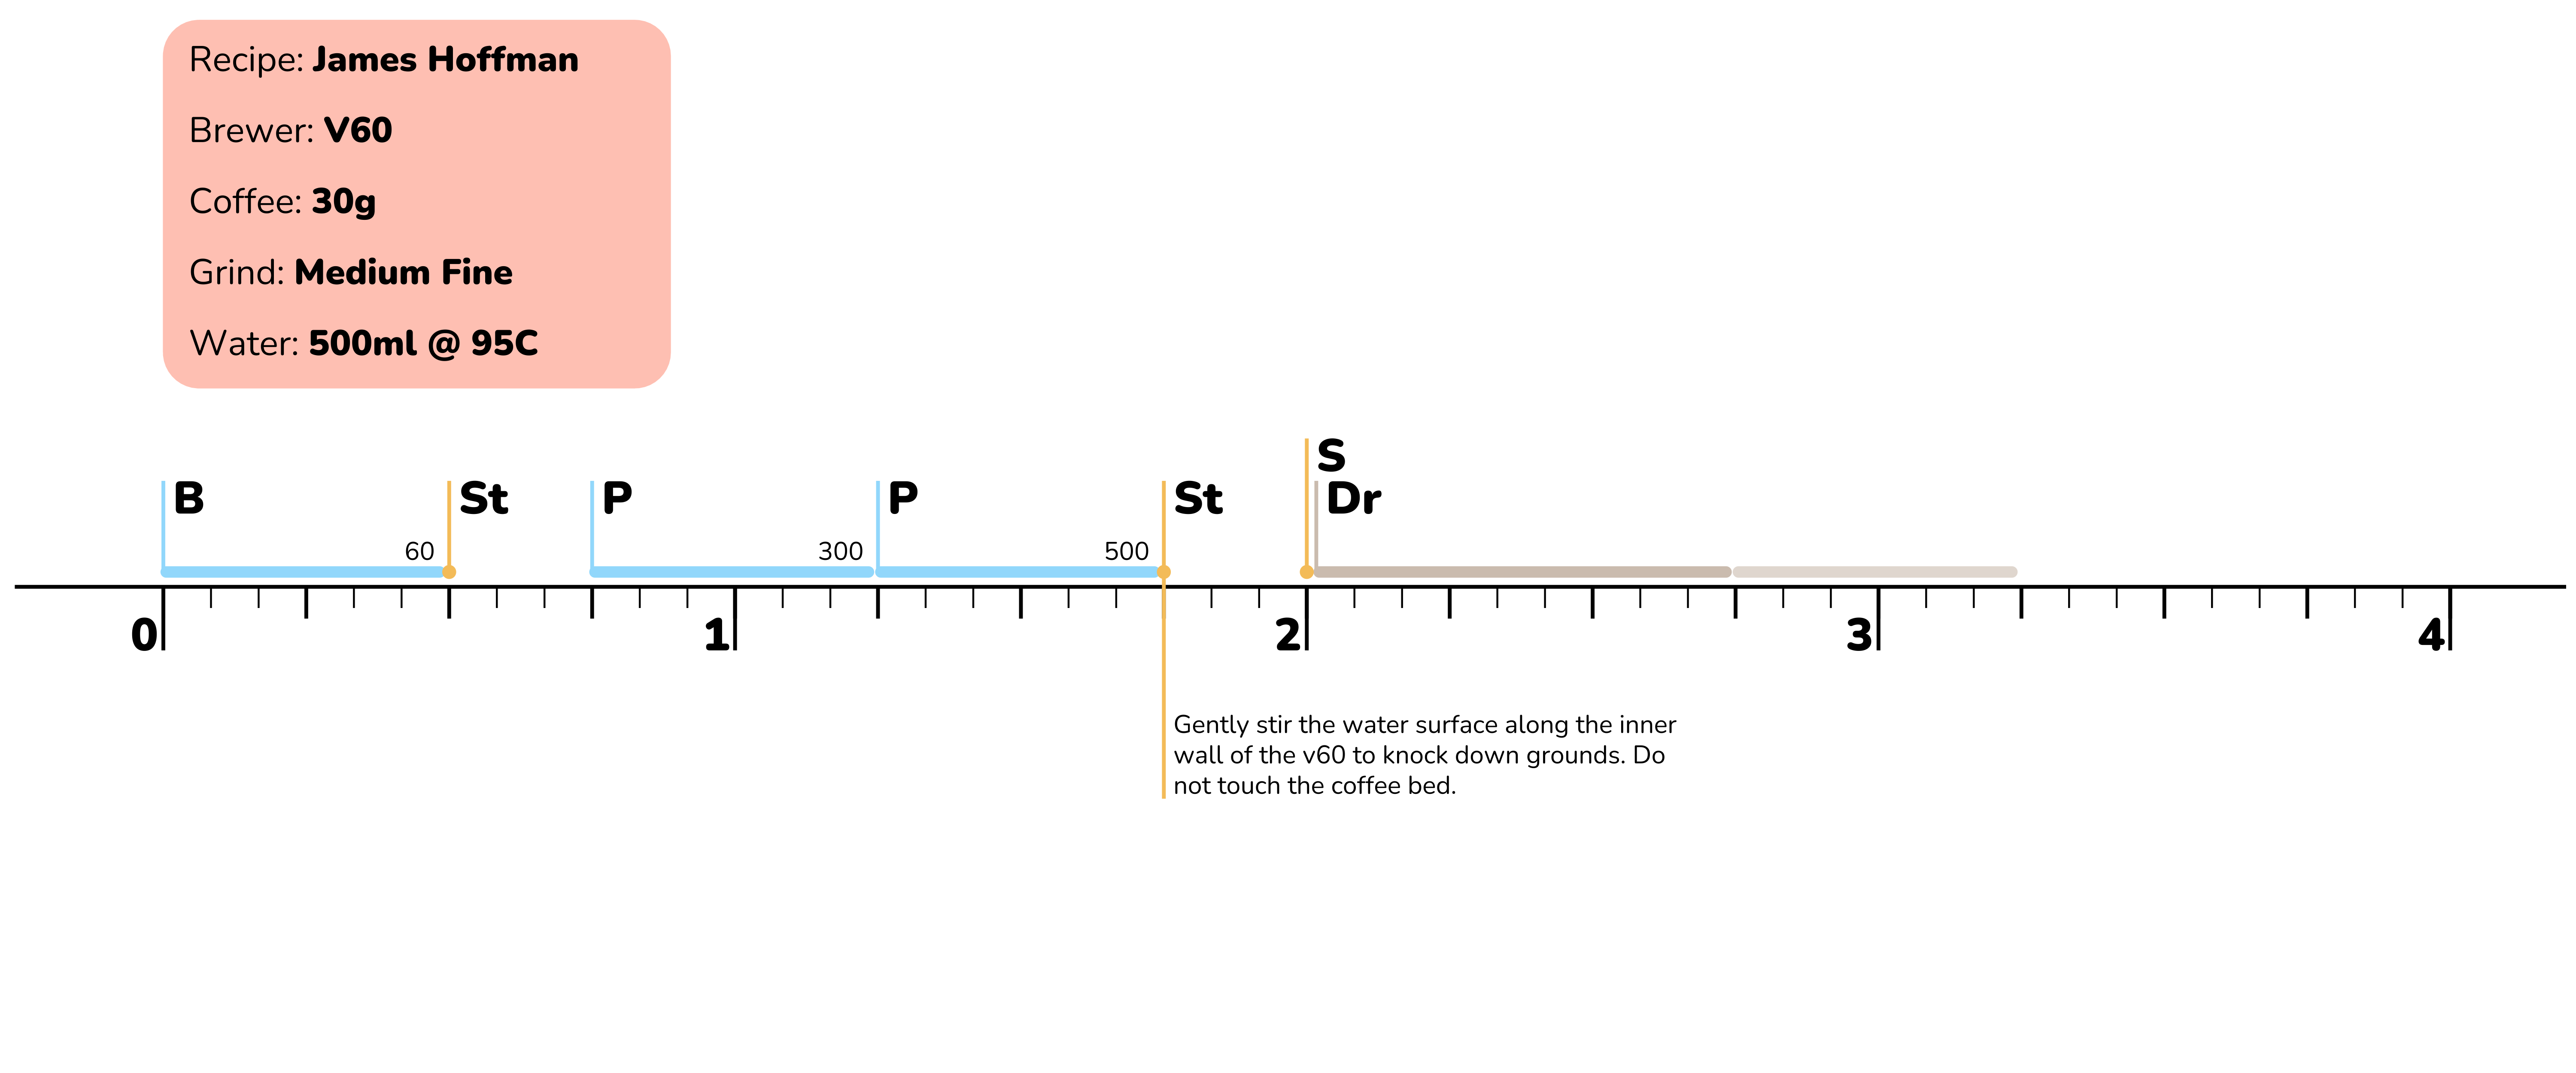 Recipe: James Hoffman
Brewer: V60
Coffee: 30g
Grind: Medium Fine
Water: 500ml @ 95C
S
B St P P St Dr
60 300 500
0 1 2 3 4
Gently stir the water surface along the inner
wall of the v60 to knock down grounds. Do
not touch the coffee bed.